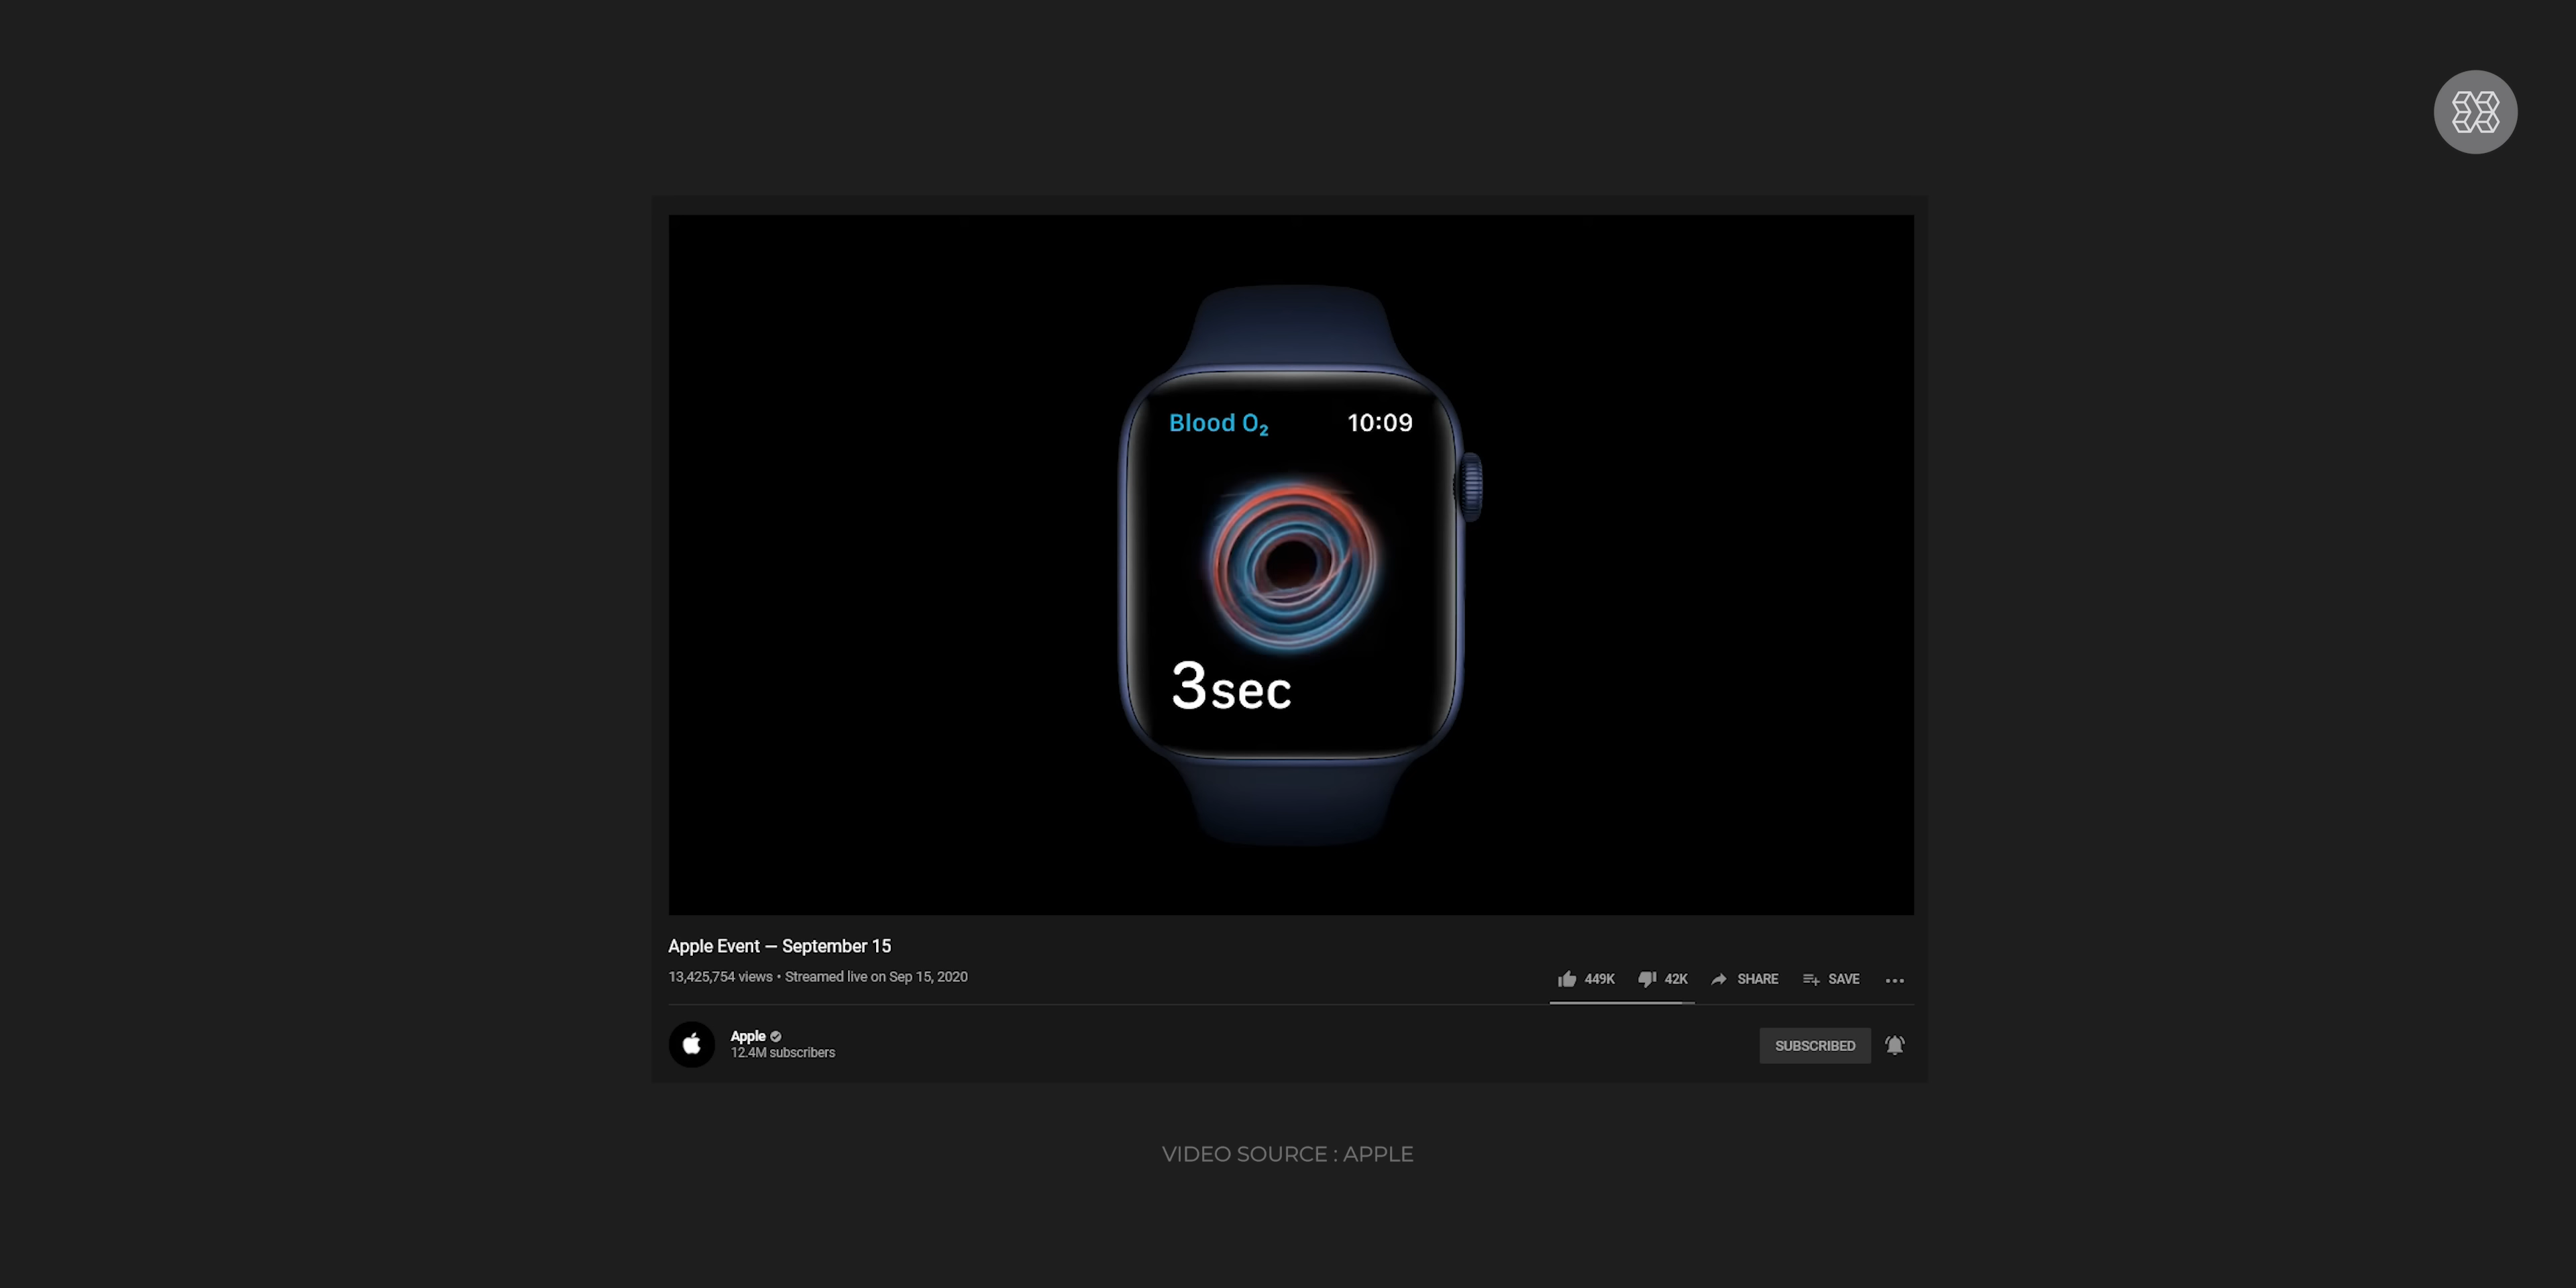 Blood O₂ 10:09
3sec
Apple Event — September 15
13,425,754 views • Streamed live on Sep 15, 2020
449K 42K SHARE SAVE
Apple
12.4M subscribers
SUBSCRIBED
VIDEO SOURCE : APPLE